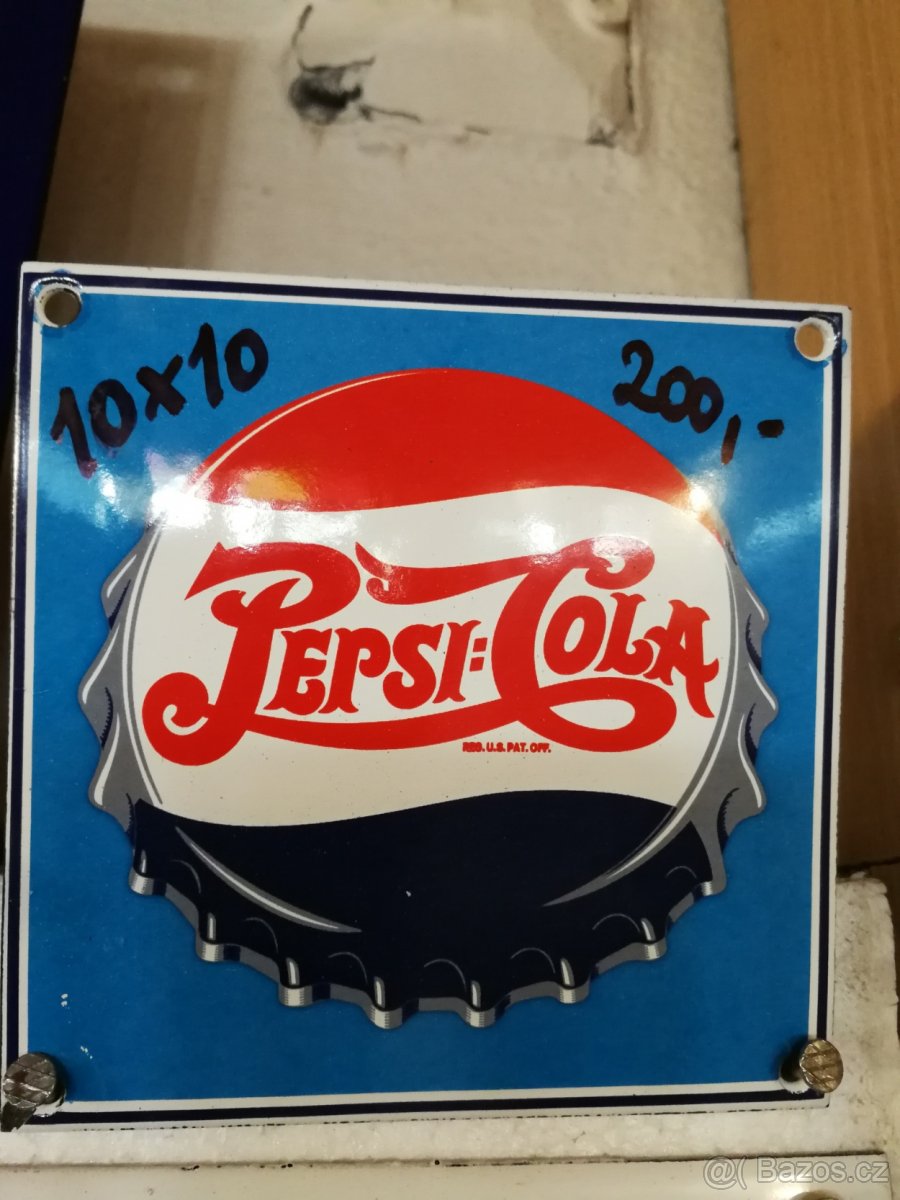 10x10
200,-
PEPSI:COLA
REG. U.S. PAT. OFF.
@( Bazos.cz